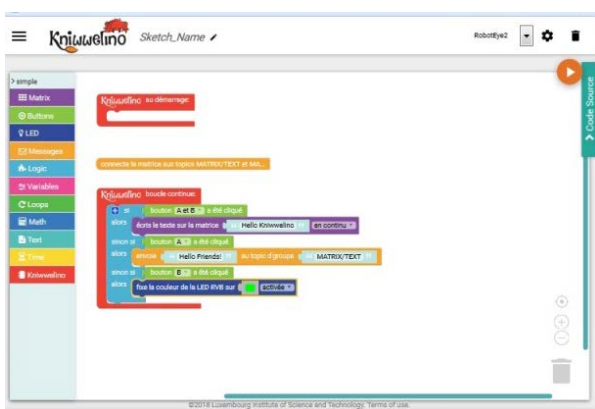 Kniwwelino Sketch_Name
RobotEye2
simple
Matrix
Buttons
LED
Messages
Logic
Variables
Loops
Math
Text
Time
Kniwwelino
Kniwwelino au démarrage:
connecte la matrice aux topics MATRIX/TEXT et MA...
Kniwwelino boucle continue:
si bouton A et B a été cliqué
alors écris le texte sur la matrice Hello Kniwwelino en continu
sinon si bouton A a été cliqué
alors envoie Hello Friends! au topic d'groupe MATRIX/TEXT
sinon si bouton B a été cliqué
alors fixe la couleur de la LED RVB sur activée
Code Source
©2018 Luxembourg Institute of Science and Technology. Terms of use.